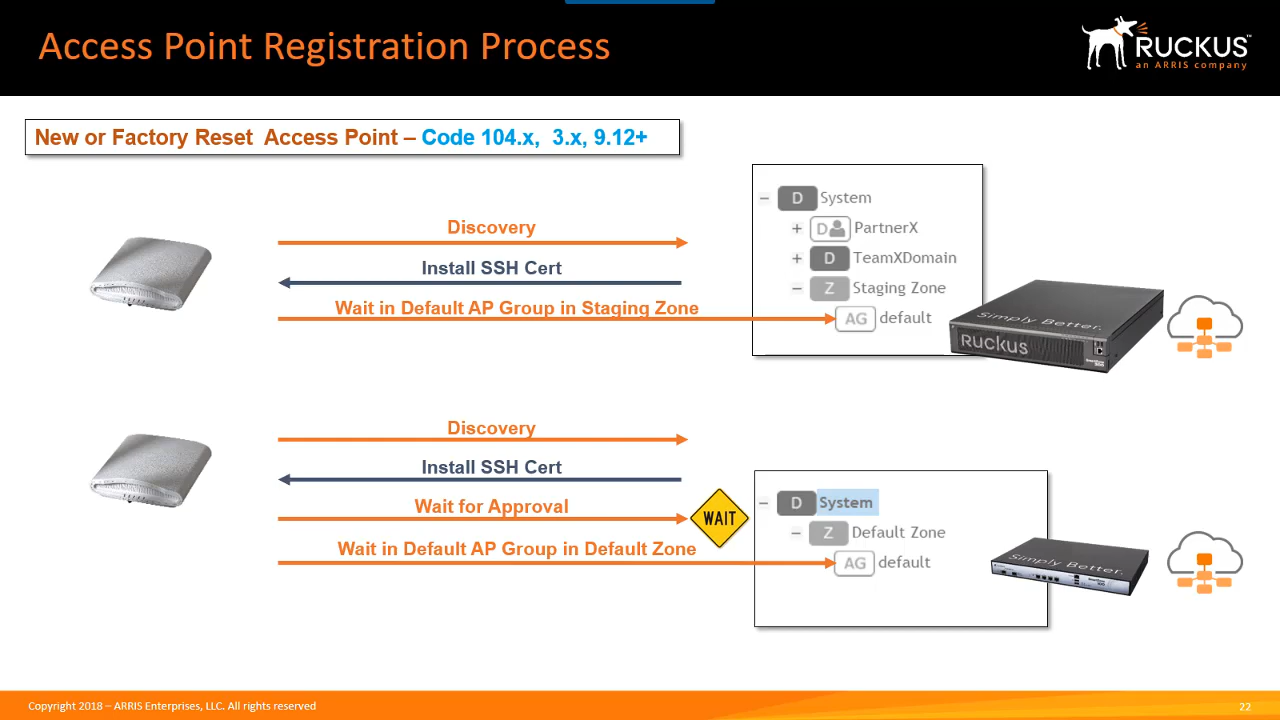 Access Point Registration Process
RUCKUS
an ARRIS company
New or Factory Reset Access Point – Code 104.x, 3.x, 9.12+
Discovery
Install SSH Cert
Wait in Default AP Group in Staging Zone
D System
D PartnerX
D TeamXDomain
Z Staging Zone
AG default
Simply Better.
Ruckus
Discovery
Install SSH Cert
Wait for Approval
WAIT
Wait in Default AP Group in Default Zone
D System
Z Default Zone
AG default
Simply Better.
Copyright 2018 – ARRIS Enterprises, LLC. All rights reserved
22